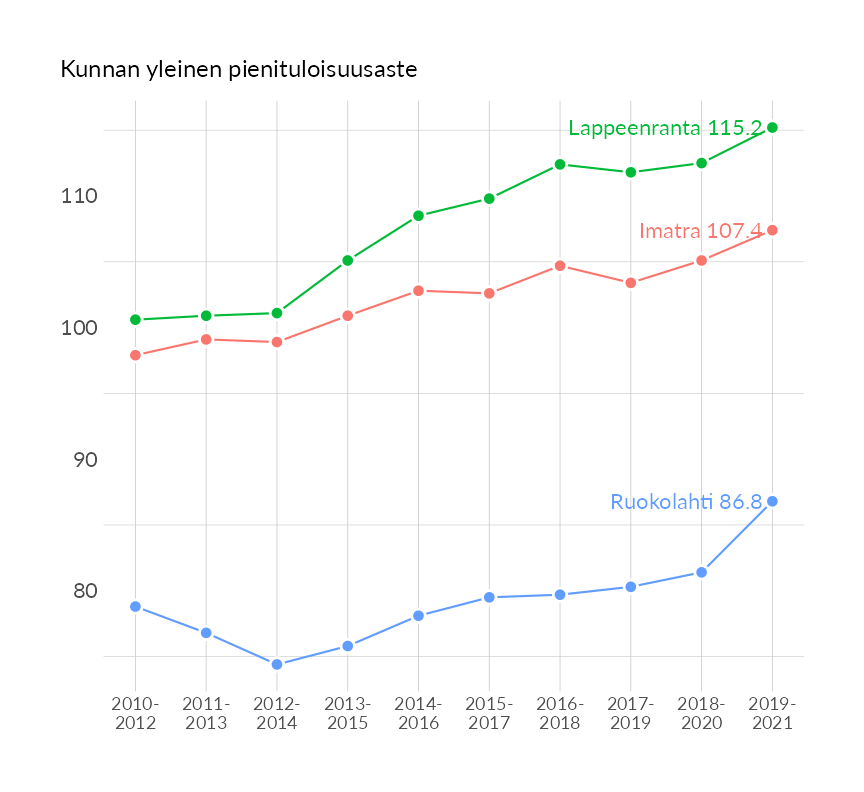 Kunnan yleinen pienituloisuusaste
Lappeenranta 115.2
110
Imatra 107.4
100
90
Ruokolahti 86.8
80
2010- 2011- 2012- 2013- 2014- 2015- 2016- 2017- 2018- 2019-
2012 2013 2014 2015 2016 2017 2018 2019 2020 2021